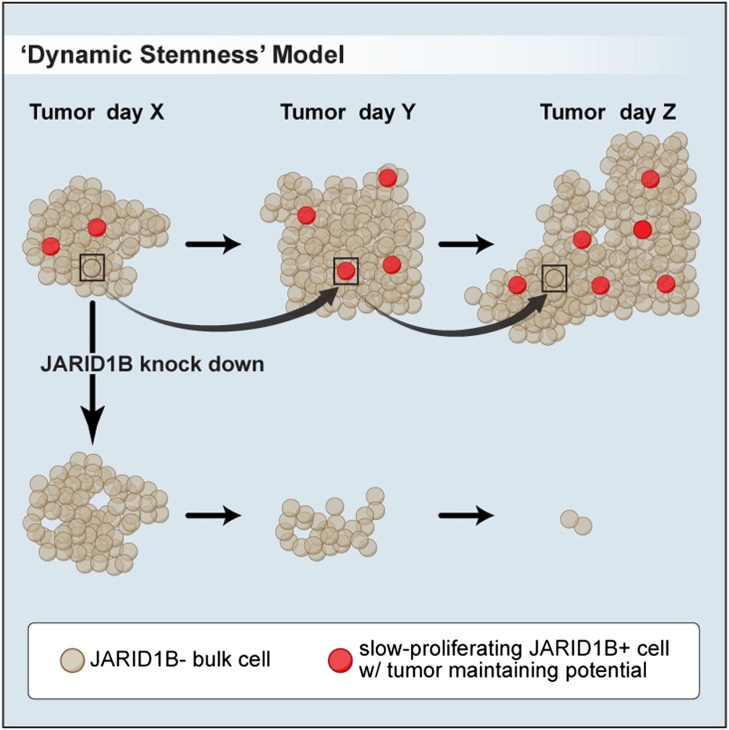 ‘Dynamic Stemness’ Model
Tumor day X
Tumor day Y
Tumor day Z
JARID1B knock down
JARID1B- bulk cell
slow-proliferating JARID1B+ cell
w/ tumor maintaining potential